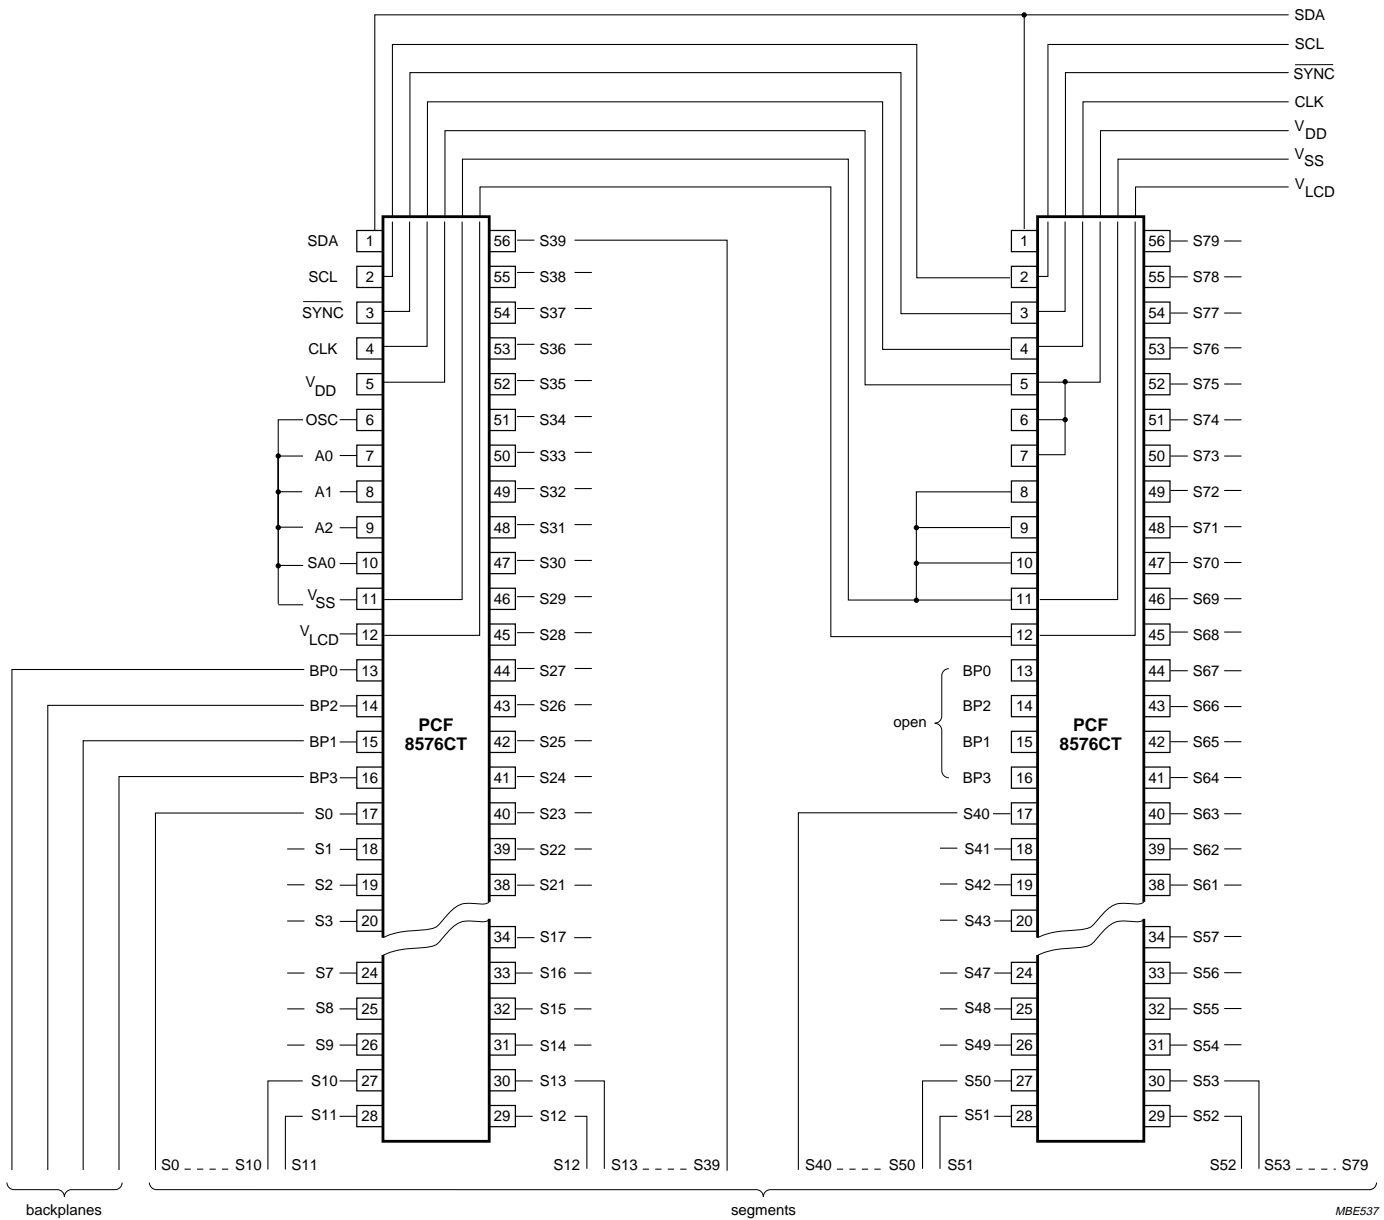 SDA
SCL
SYNC
CLK
VDD
VSS
VLCD
SDA 1 56 S39 1 56 S79
SCL 2 55 S38 2 55 S78
SYNC 3 54 S37 3 54 S77
CLK 4 53 S36 4 53 S76
VDD 5 52 S35 5 52 S75
OSC 6 51 S34 6 51 S74
A0 7 50 S33 7 50 S73
A1 8 49 S32 8 49 S72
A2 9 48 S31 9 48 S71
SA0 10 47 S30 10 47 S70
VSS 11 46 S29 11 46 S69
VLCD 12 45 S28 12 45 S68
BP0 13 44 S27 BP0 13 44 S67
BP2 14 43 S26 BP2 14 43 S66
open
PCF
8576CT
PCF
8576CT
BP1 15 42 S25 BP1 15 42 S65
BP3 16 41 S24 BP3 16 41 S64
S0 17 40 S23 S40 17 40 S63
S1 18 39 S22 S41 18 39 S62
S2 19 38 S21 S42 19 38 S61
S3 20 34 S17 S43 20 34 S57
S7 24 33 S16 S47 24 33 S56
S8 25 32 S15 S48 25 32 S55
S9 26 31 S14 S49 26 31 S54
S10 27 30 S13 S50 27 30 S53
S11 28 29 S12 S51 28 29 S52
S0 S10 S11 S12 S13 S39 S40 S50 S51 S52 S53 S79
backplanes segments MBE537